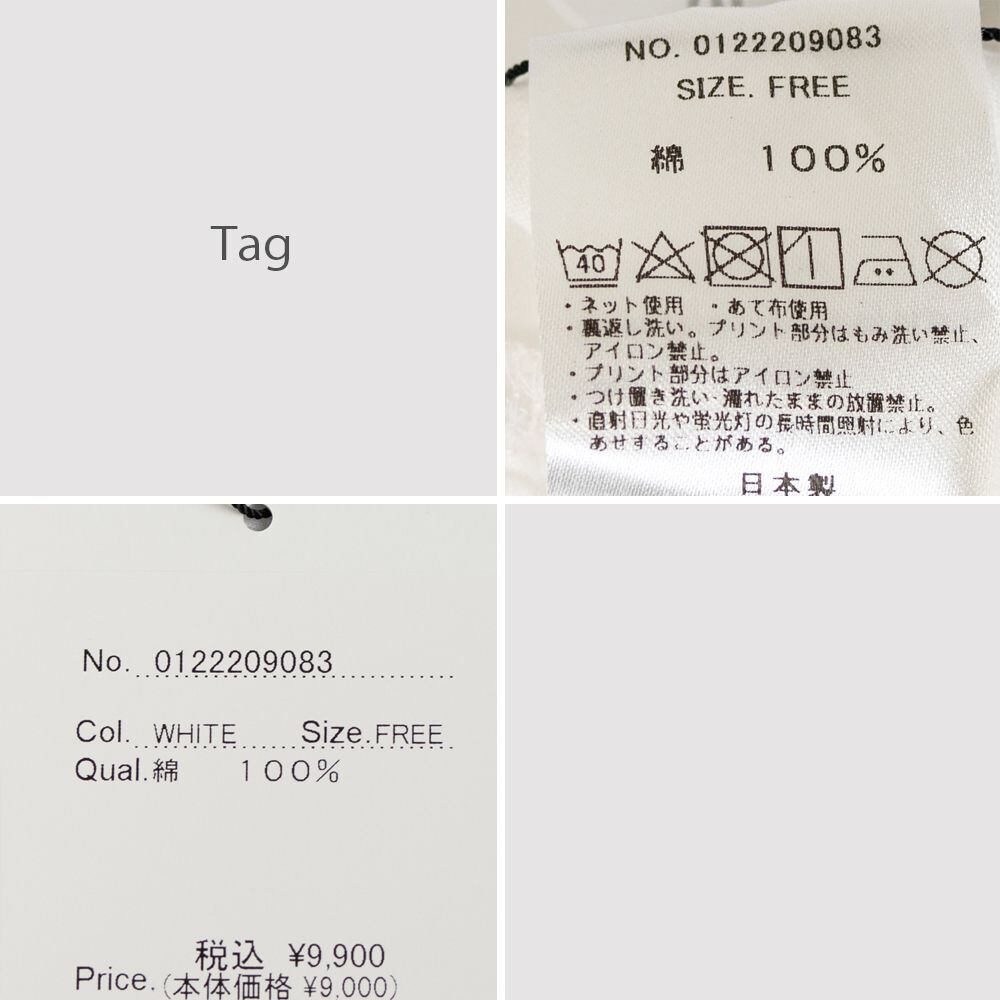 Tag
NO. 0122209083
SIZE. FREE
綿 100%
40
・ネット使用 ・あて布使用
・裏返し洗い。プリント部分はもみ洗い禁止、
アイロン禁止。
・プリント部分はアイロン禁止
・つけ置き洗い・濡れたままの放置禁止。
・直射日光や蛍光灯の長時間照射により、色
あせすることがある。
日本製
No. 0122209083
Col. WHITE Size. FREE
Qual. 綿 100%
税込 ¥9,900
Price. (本体価格 ¥9,000)